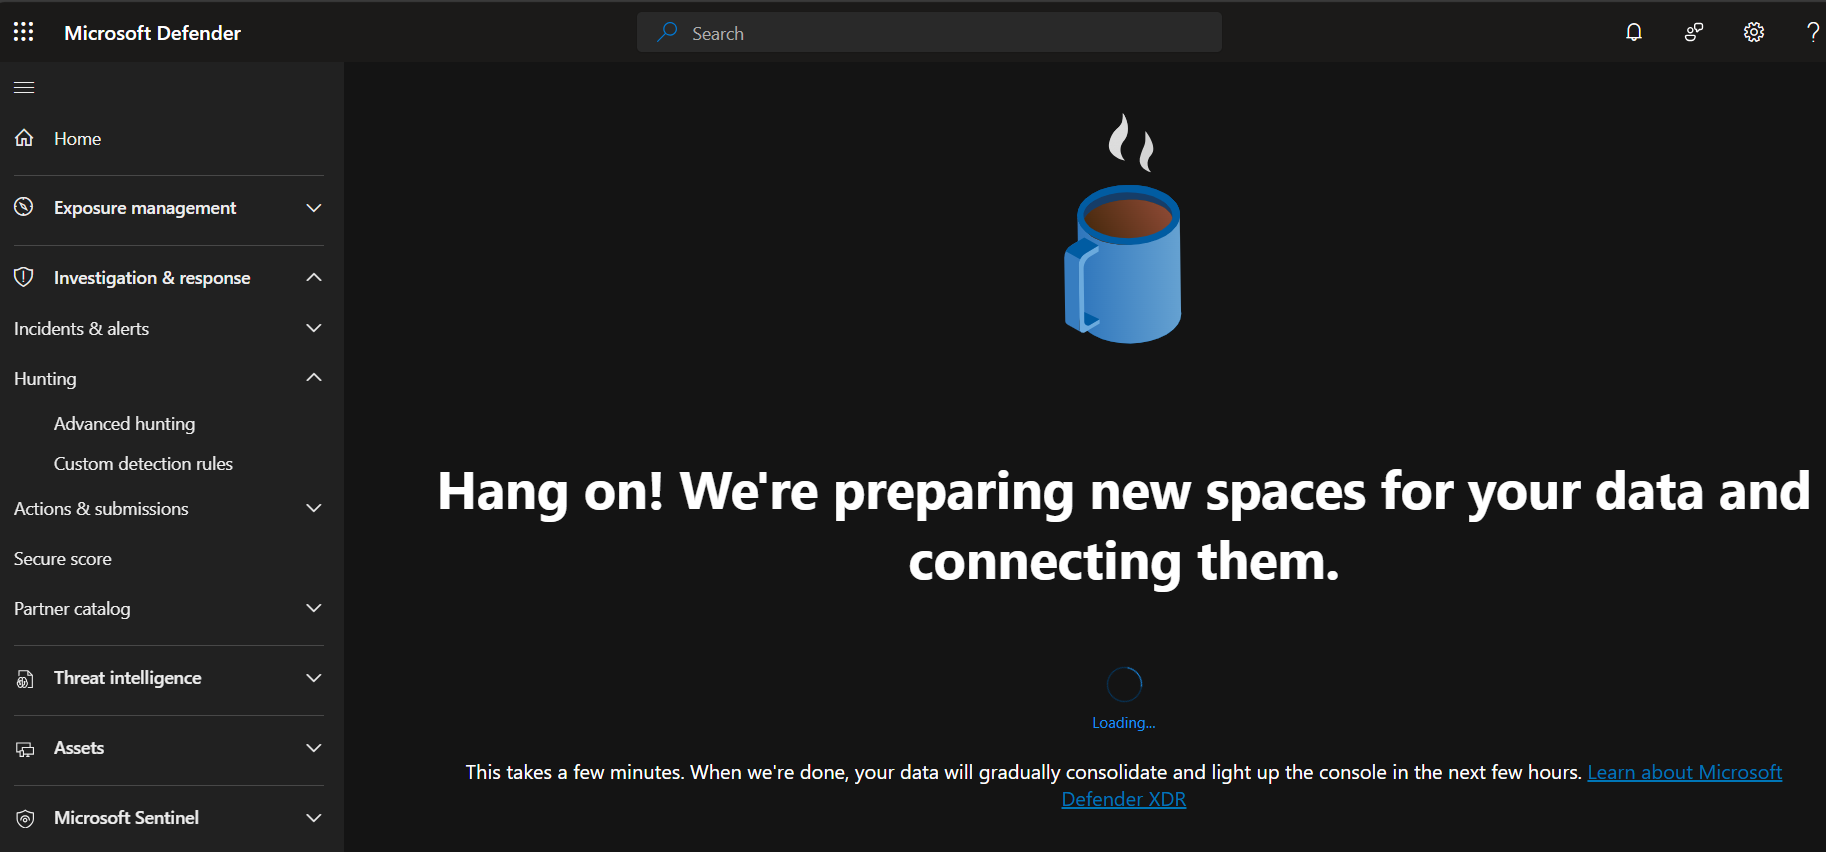 Microsoft Defender
Search
Home
Exposure management
Investigation & response
Incidents & alerts
Hunting
Advanced hunting
Custom detection rules
Actions & submissions
Secure score
Partner catalog
Threat intelligence
Assets
Microsoft Sentinel
Hang on! We're preparing new spaces for your data and
connecting them.
Loading...
This takes a few minutes. When we're done, your data will gradually consolidate and light up the console in the next few hours. Learn about Microsoft
Defender XDR